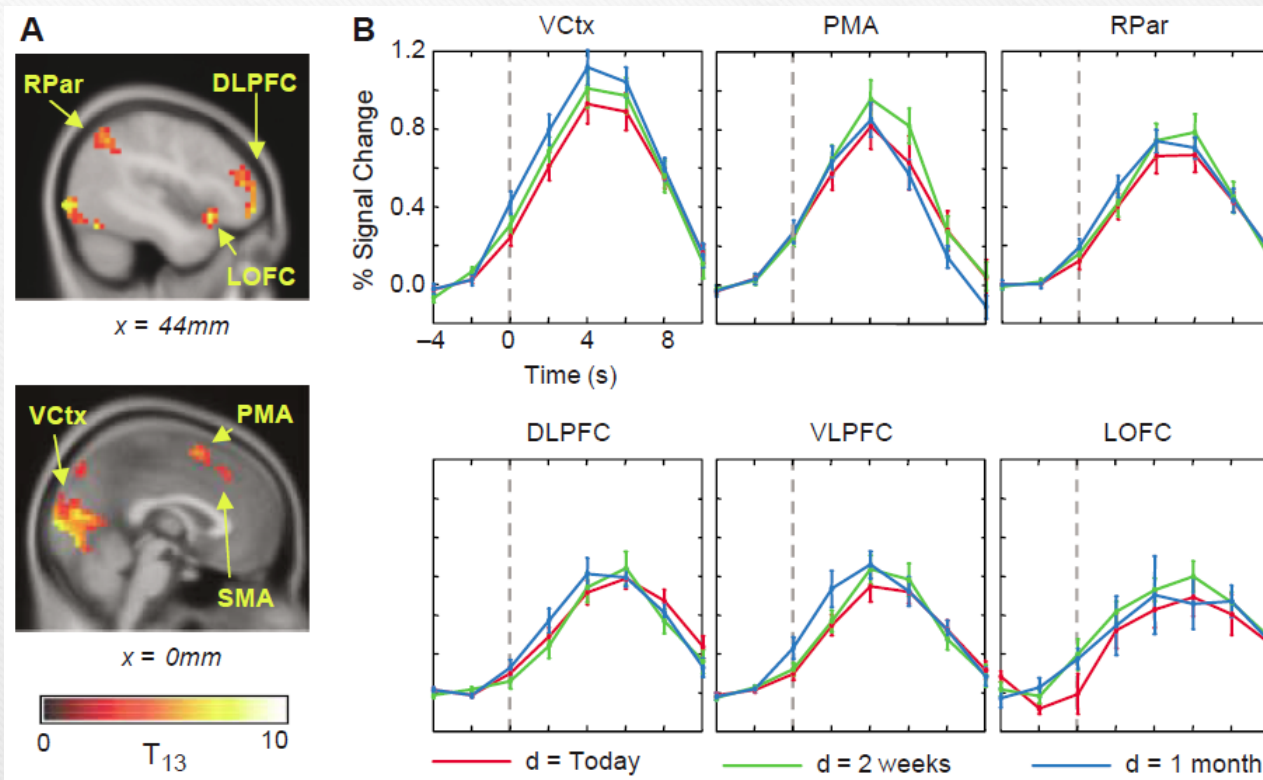 A
RPar
DLPFC
LOFC
x = 44mm
VCtx
PMA
SMA
x = 0mm
0
10
T13
B
VCtx
PMA
RPar
% Signal Change
1.2
0.8
0.4
0.0
−4
0
4
8
Time (s)
DLPFC
VLPFC
LOFC
d = Today
d = 2 weeks
d = 1 month